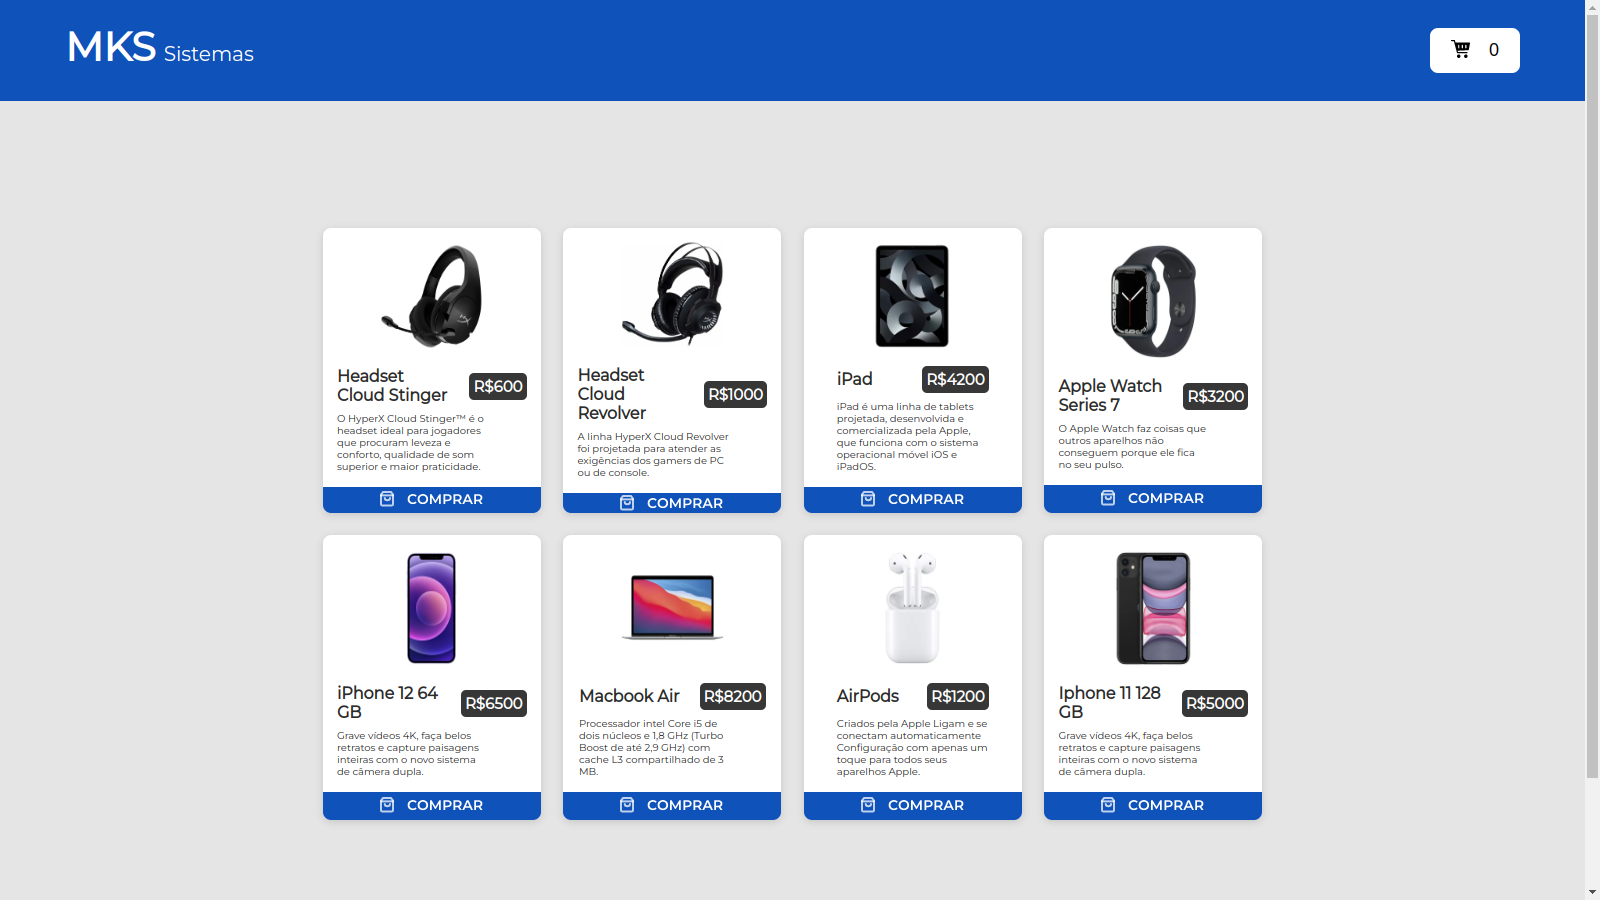 MKS Sistemas
0
Headset
Cloud Stinger
R$600
O HyperX Cloud Stinger™ é o
headset ideal para jogadores
que procuram leveza e
conforto, qualidade de som
superior e maior praticidade.
COMPRAR
Headset
Cloud
Revolver
R$1000
A linha HyperX Cloud Revolver
foi projetada para atender as
exigências dos gamers de PC
ou de console.
COMPRAR
iPad
R$4200
iPad é uma linha de tablets
projetada, desenvolvida e
comercializada pela Apple,
que funciona com o sistema
operacional móvel iOS e
iPadOS.
COMPRAR
Apple Watch
Series 7
R$3200
O Apple Watch faz coisas que
outros aparelhos não
conseguem porque ele fica
no seu pulso.
COMPRAR
iPhone 12 64
GB
R$6500
Grave vídeos 4K, faça belos
retratos e capture paisagens
inteiras com o novo sistema
de câmera dupla.
COMPRAR
Macbook Air
R$8200
Processador intel Core i5 de
dois núcleos e 1,8 GHz (Turbo
Boost de até 2,9 GHz) com
cache L3 compartilhado de 3
MB.
COMPRAR
AirPods
R$1200
Criados pela Apple Ligam e se
conectam automaticamente
Configuração com apenas um
toque para todos seus
aparelhos Apple.
COMPRAR
Iphone 11 128
GB
R$5000
Grave vídeos 4K, faça belos
retratos e capture paisagens
inteiras com o novo sistema
de câmera dupla.
COMPRAR